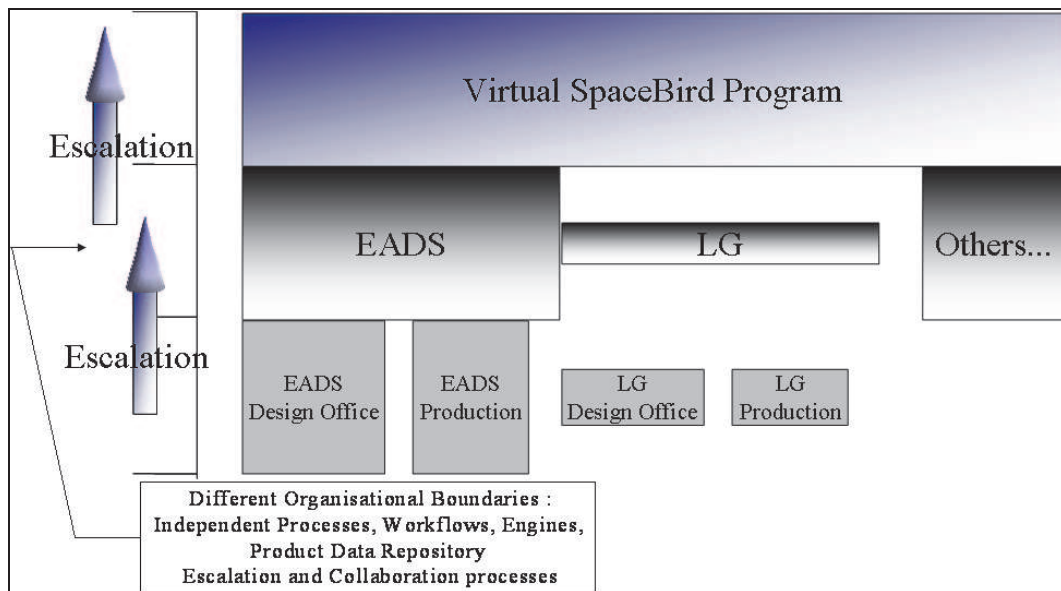 Virtual SpaceBird Program
Escalation
EADS
LG
Others...
Escalation
EADS
Design Office
EADS
Production
LG
Design Office
LG
Production
Different Organisational Boundaries :
Independent Processes, Workflows, Engines,
Product Data Repository
Escalation and Collaboration processes